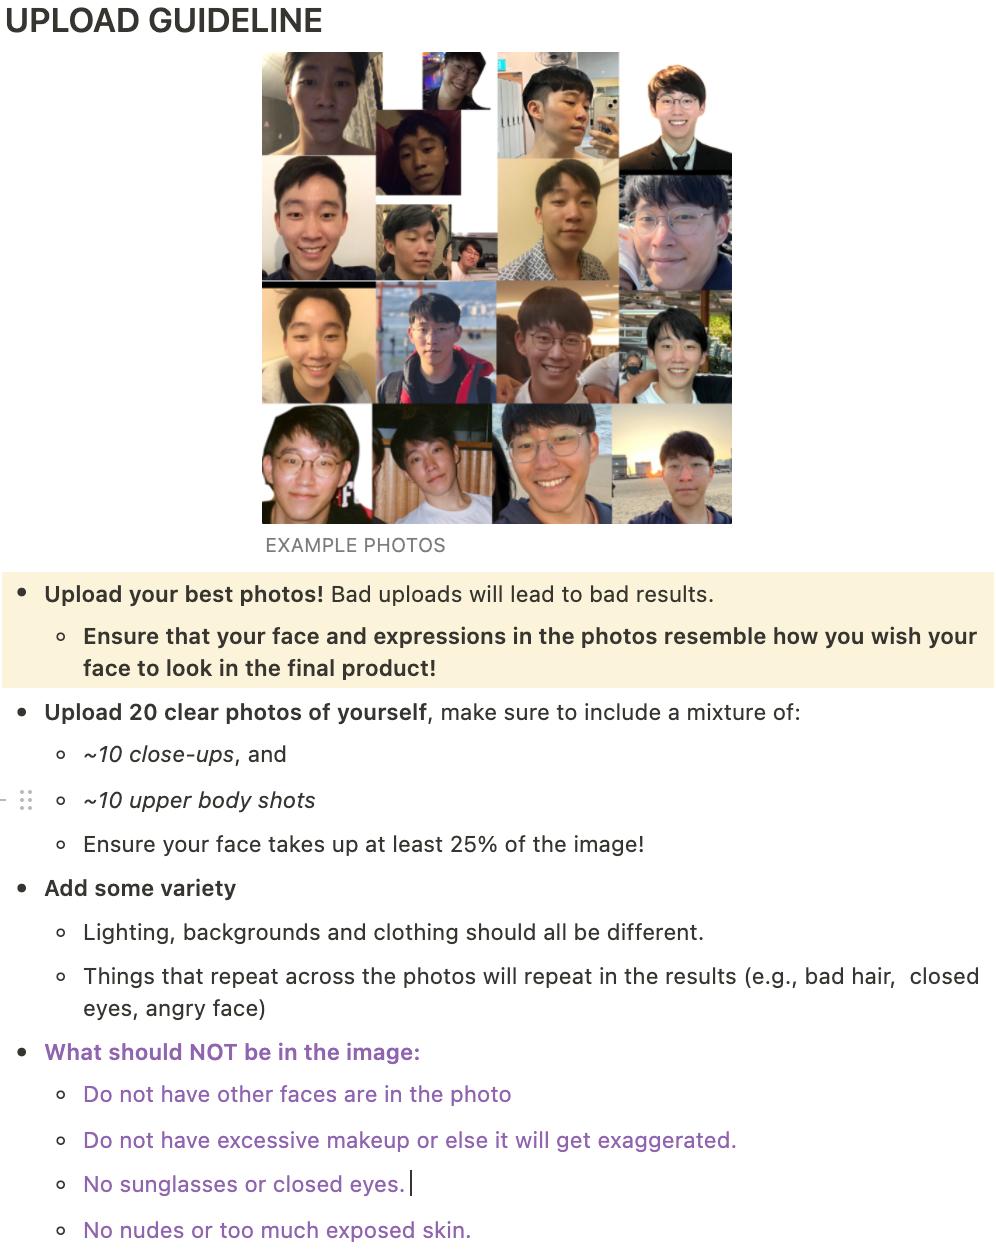 UPLOAD GUIDELINE
EXAMPLE PHOTOS
Upload your best photos! Bad uploads will lead to bad results.
Ensure that your face and expressions in the photos resemble how you wish your
face to look in the final product!
Upload 20 clear photos of yourself, make sure to include a mixture of:
~10 close-ups, and
~10 upper body shots
Ensure your face takes up at least 25% of the image!
Add some variety
Lighting, backgrounds and clothing should all be different.
Things that repeat across the photos will repeat in the results (e.g., bad hair,  closed
eyes, angry face)
What should NOT be in the image:
Do not have other faces are in the photo
Do not have excessive makeup or else it will get exaggerated.
No sunglasses or closed eyes.
No nudes or too much exposed skin.